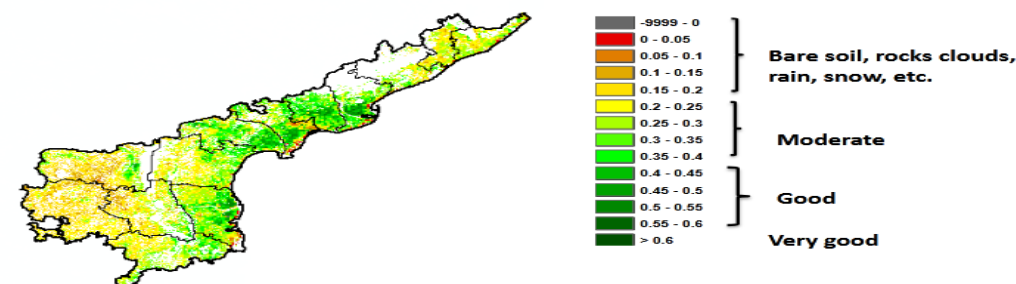 -9999 - 0
0 - 0.05
0.05 - 0.1
0.1 - 0.15
0.15 - 0.2
0.2 - 0.25
0.25 - 0.3
0.3 - 0.35
0.35 - 0.4
0.4 - 0.45
0.45 - 0.5
0.5 - 0.55
0.55 - 0.6
> 0.6
Bare soil, rocks clouds,
rain, snow, etc.
Moderate
Good
Very good